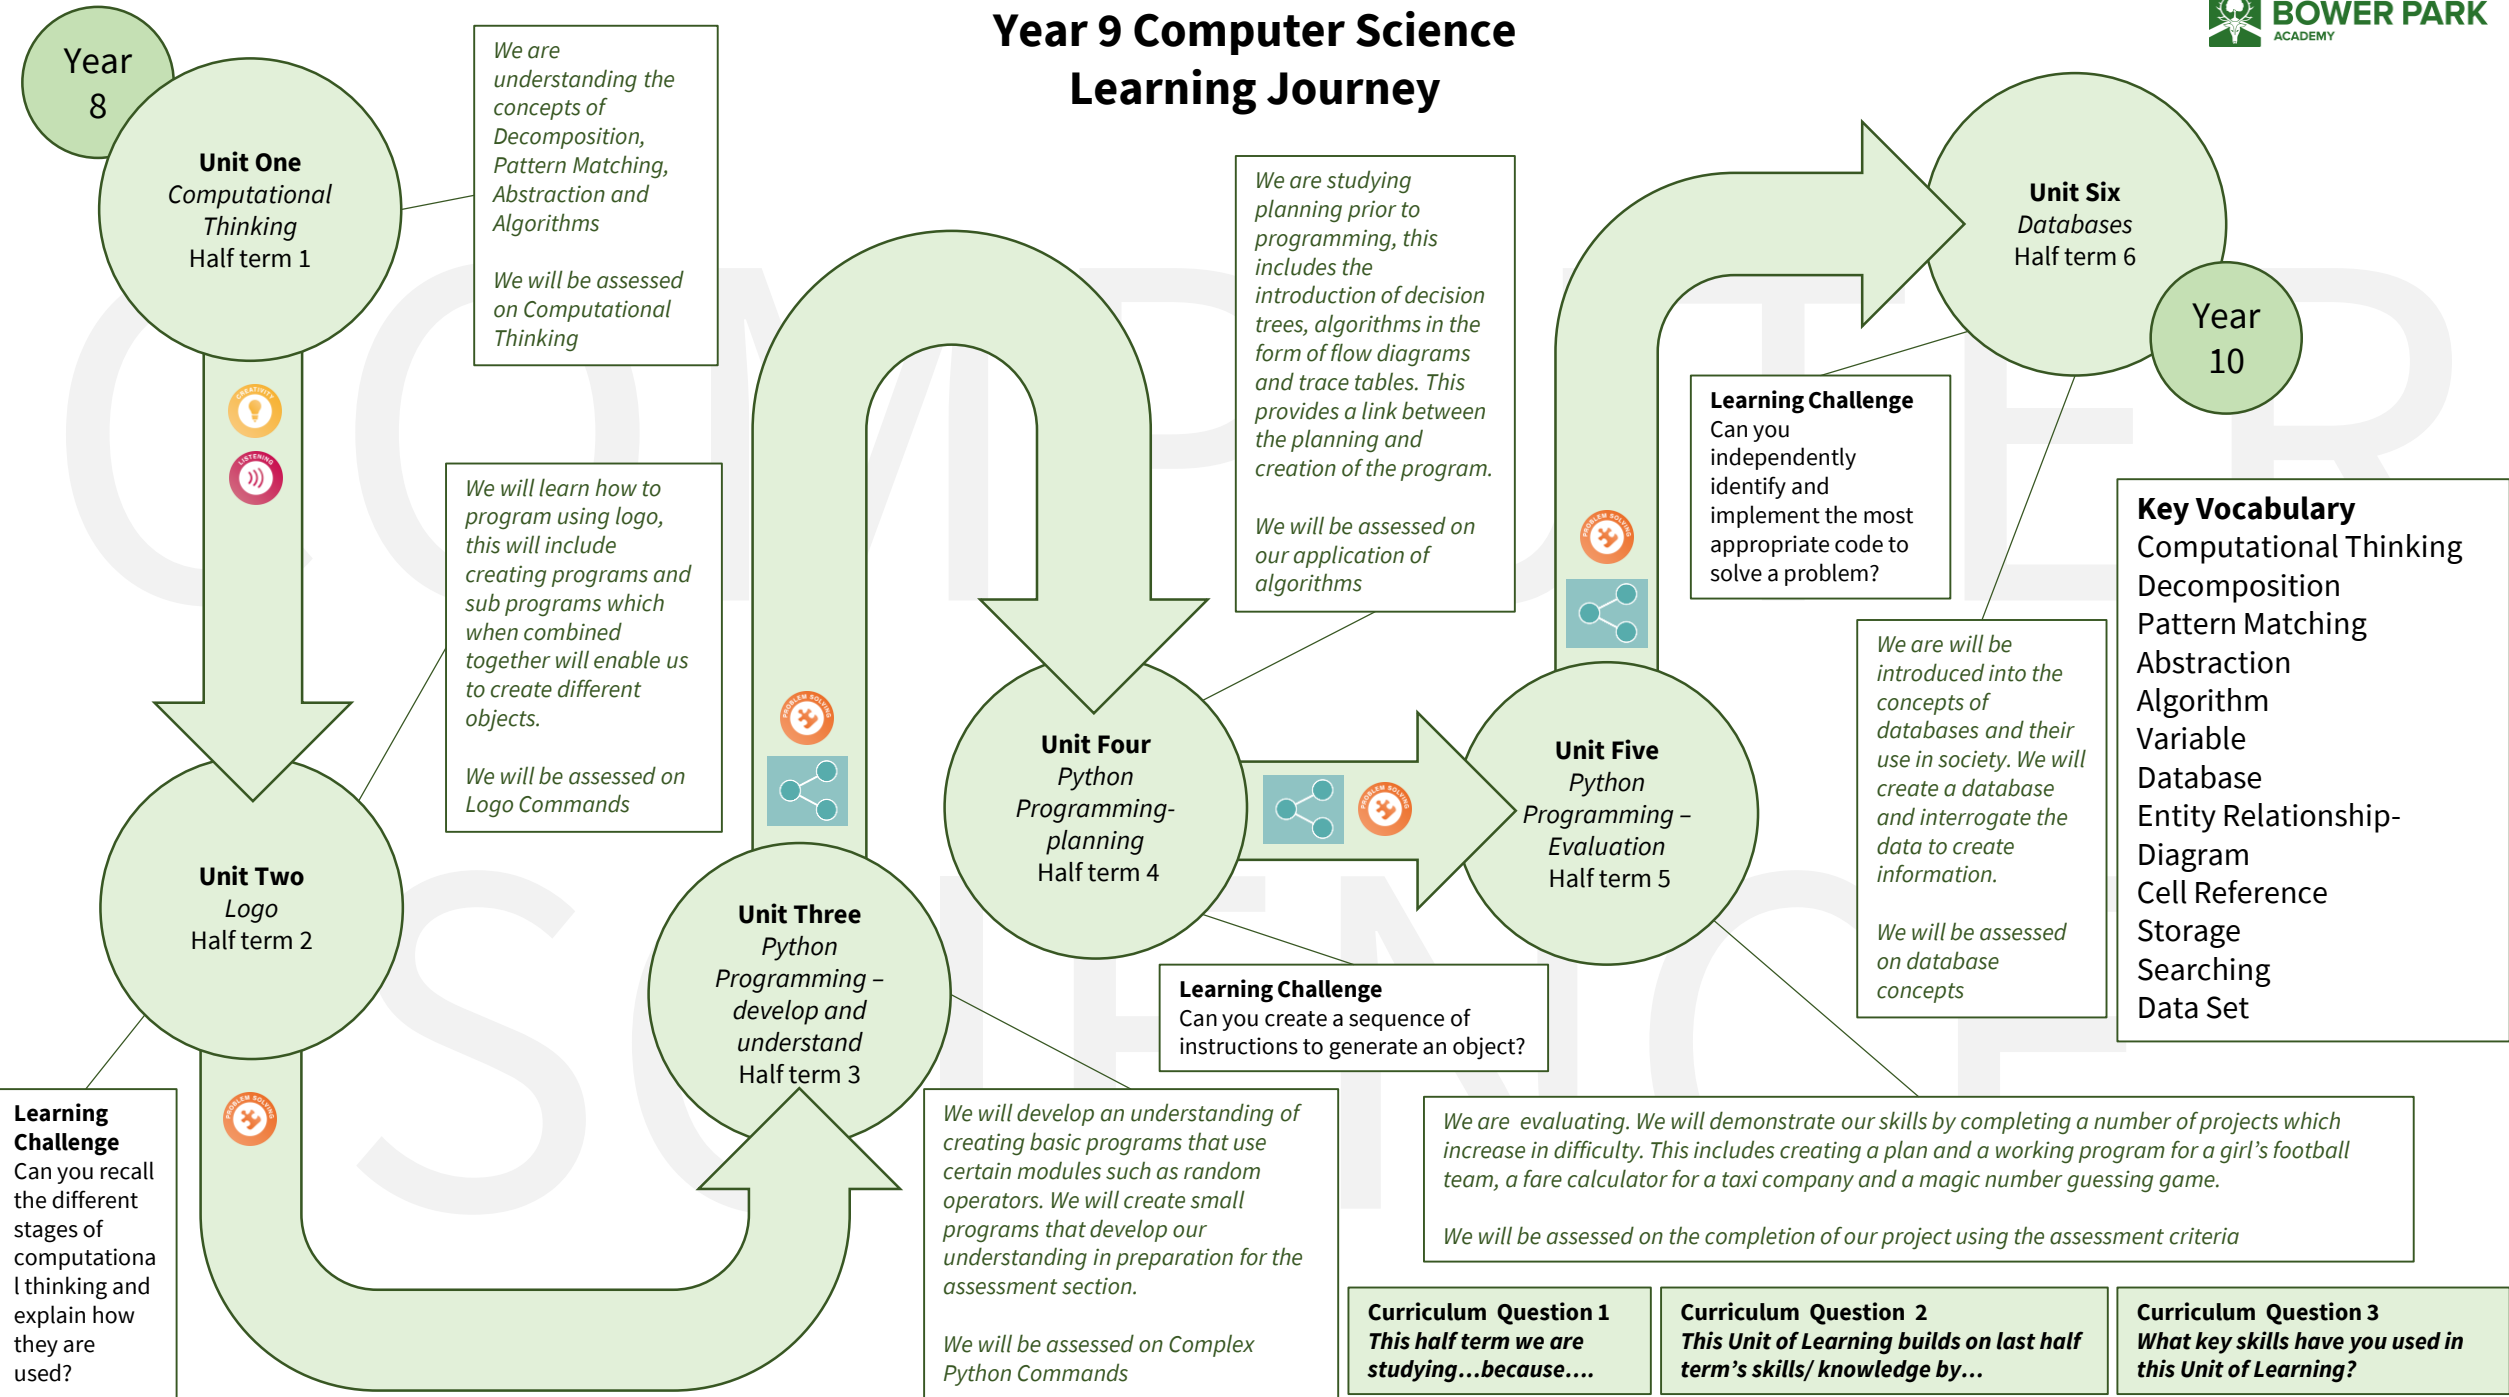 Year 9 Computer Science
Learning Journey
BOWER PARK
ACADEMY
Year
8
Unit One
Computational
Thinking
Half term 1
We are
understanding the
concepts of
Decomposition,
Pattern Matching,
Abstraction and
Algorithms
We will be assessed
on Computational
Thinking
CREATIVITY
LISTENING
We will learn how to
program using logo,
this will include
creating programs and
sub programs which
when combined
together will enable us
to create different
objects.
We will be assessed on
Logo Commands
Unit Two
Logo
Half term 2
Learning
Challenge
Can you recall
the different
stages of
computationa
l thinking and
explain how
they are
used?
PROBLEM SOLVING
Unit Three
Python
Programming –
develop and
understand
Half term 3
We will develop an understanding of
creating basic programs that use
certain modules such as random
operators. We will create small
programs that develop our
understanding in preparation for the
assessment section.
We will be assessed on Complex
Python Commands
PROBLEM SOLVING
We are studying
planning prior to
programming, this
includes the
introduction of decision
trees, algorithms in the
form of flow diagrams
and trace tables. This
provides a link between
the planning and
creation of the program.
We will be assessed on
our application of
algorithms
Unit Four
Python
Programming-
planning
Half term 4
Learning Challenge
Can you create a sequence of
instructions to generate an object?
PROBLEM SOLVING
Unit Five
Python
Programming –
Evaluation
Half term 5
We are  evaluating. We will demonstrate our skills by completing a number of projects which
increase in difficulty. This includes creating a plan and a working program for a girl’s football
team, a fare calculator for a taxi company and a magic number guessing game.
We will be assessed on the completion of our project using the assessment criteria
PROBLEM SOLVING
Unit Six
Databases
Half term 6
Year
10
Learning Challenge
Can you
independently
identify and
implement the most
appropriate code to
solve a problem?
We are will be
introduced into the
concepts of
databases and their
use in society. We will
create a database
and interrogate the
data to create
information.
We will be assessed
on database
concepts
Key Vocabulary
Computational Thinking
Decomposition
Pattern Matching
Abstraction
Algorithm
Variable
Database
Entity Relationship-
Diagram
Cell Reference
Storage
Searching
Data Set
Curriculum  Question 1
This half term we are
studying…because….
Curriculum  Question  2
This Unit of Learning builds on last half
term’s skills/ knowledge by…
Curriculum  Question 3
What key skills have you used in
this Unit of Learning?
COMPUTER
SCIENCE